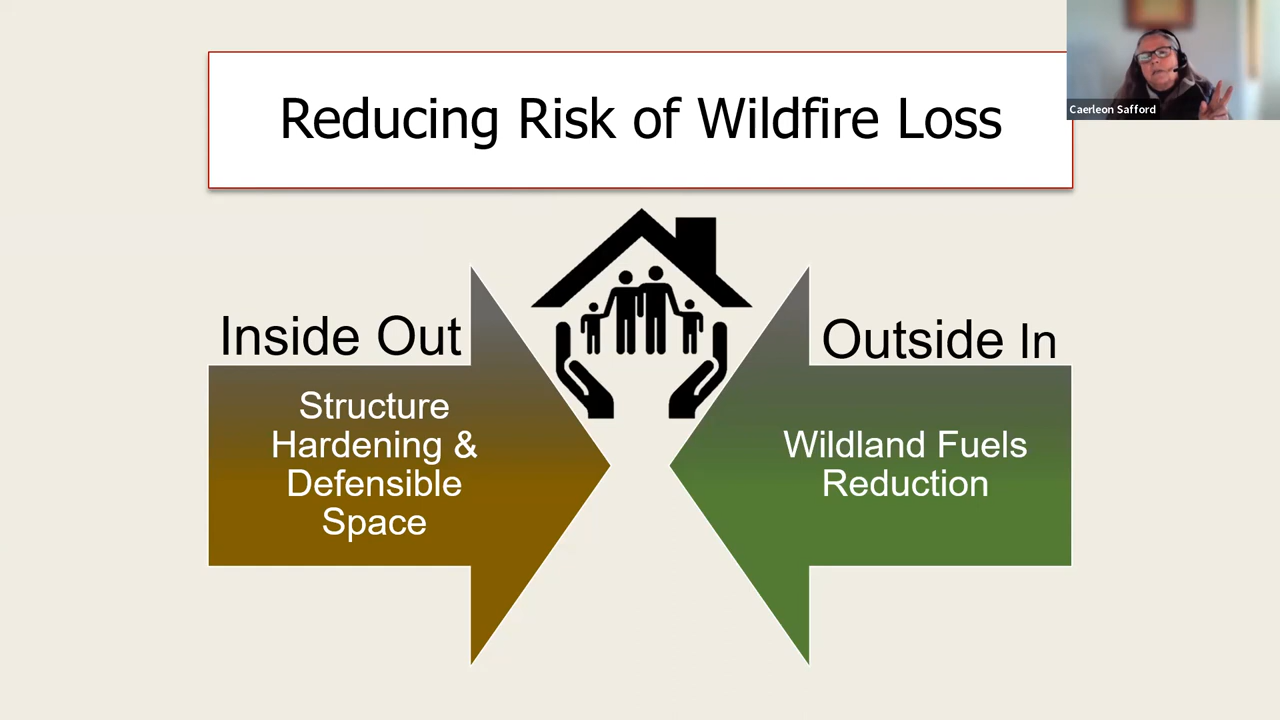 Reducing Risk of Wildfire Loss
Caerleon Safford
Inside Out
Structure
Hardening &
Defensible
Space
Outside In
Wildland Fuels
Reduction